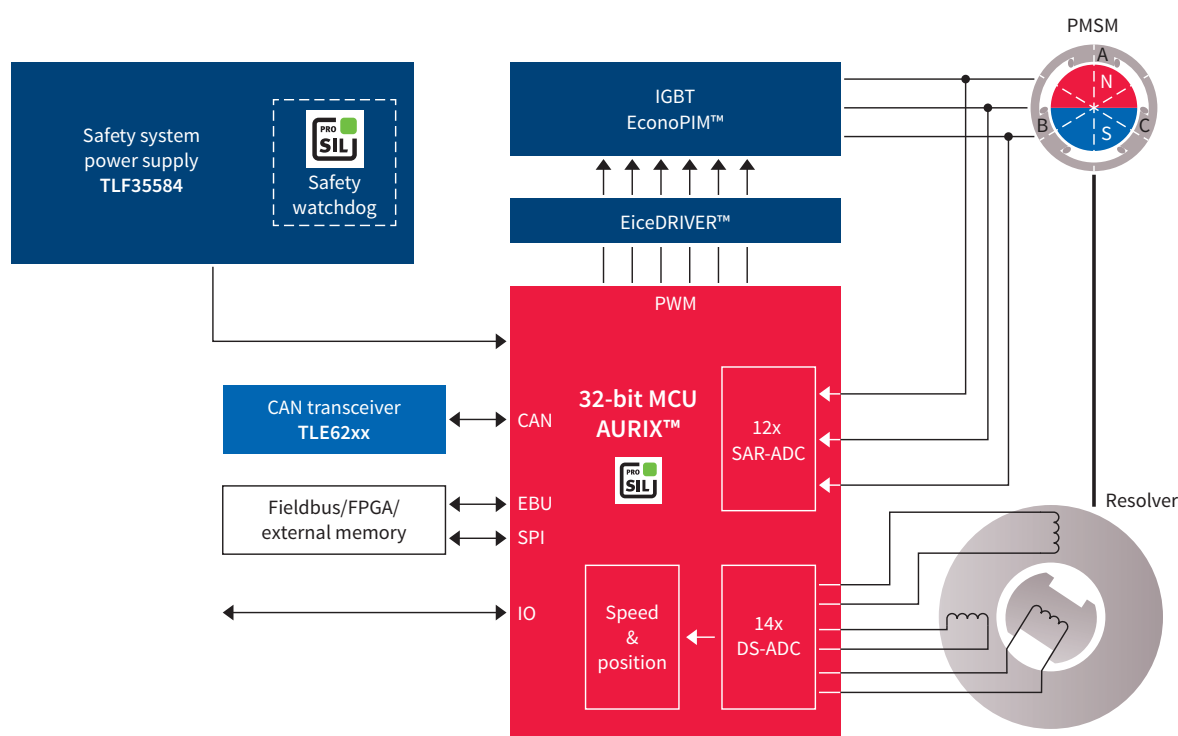 PMSM
A
N
B
S
C
Safety system
power supply
TLF35584
PRO
SIL
Safety
watchdog
IGBT
EconoPIM™
EiceDRIVER™
PWM
32-bit MCU
AURIX™
PRO
SIL
12x
SAR-ADC
CAN transceiver
TLE62xx
CAN
Fieldbus/FPGA/
external memory
EBU
SPI
IO
Speed
&
position
14x
DS-ADC
Resolver